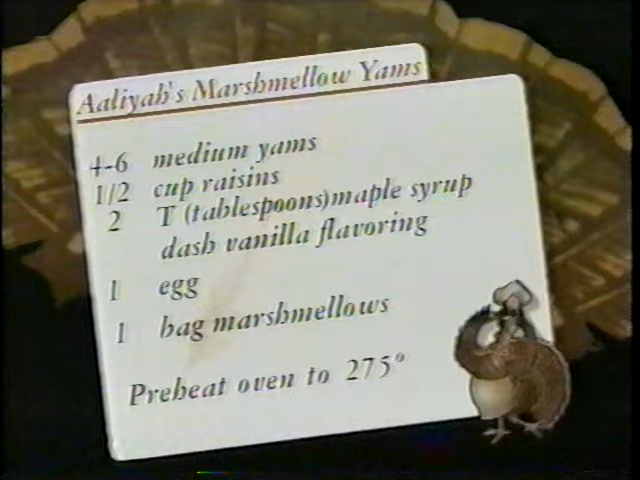 Aaliyah's Marshmellow Yams
4-6 medium yams
1/2 cup raisins
2 T (tablespoons)maple syrup
dash vanilla flavoring
1 egg
1 bag marshmellows
Preheat oven to 275°